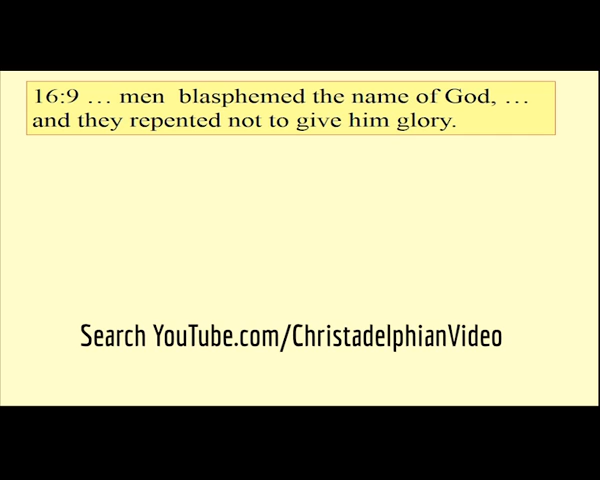 16:9 … men  blasphemed the name of God, …
and they repented not to give him glory.
Search YouTube.com/ChristadelphianVideo